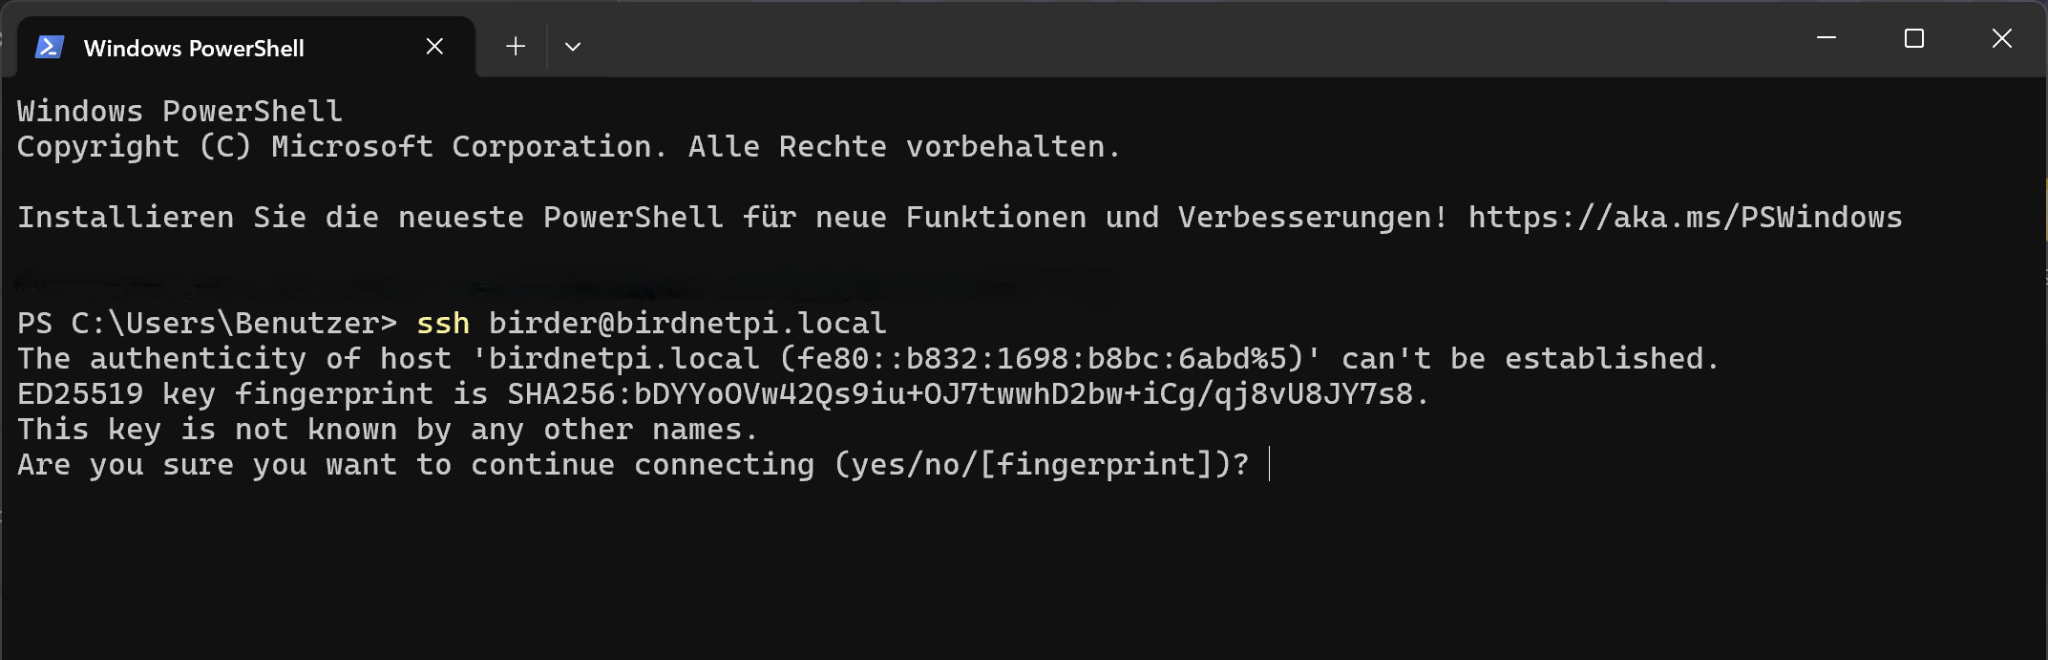 Windows PowerShell
Windows PowerShell
Copyright (C) Microsoft Corporation. Alle Rechte vorbehalten.
Installieren Sie die neueste PowerShell für neue Funktionen und Verbesserungen! https://aka.ms/PSWindows
PS C:\Users\Benutzer> ssh birder@birdnetpi.local
The authenticity of host 'birdnetpi.local (fe80::b832:1698:b8bc:6abd%5)' can't be established.
ED25519 key fingerprint is SHA256:bDYYoOVw42Qs9iu+OJ7twwhD2bw+iCg/qj8vU8JY7s8.
This key is not known by any other names.
Are you sure you want to continue connecting (yes/no/[fingerprint])?